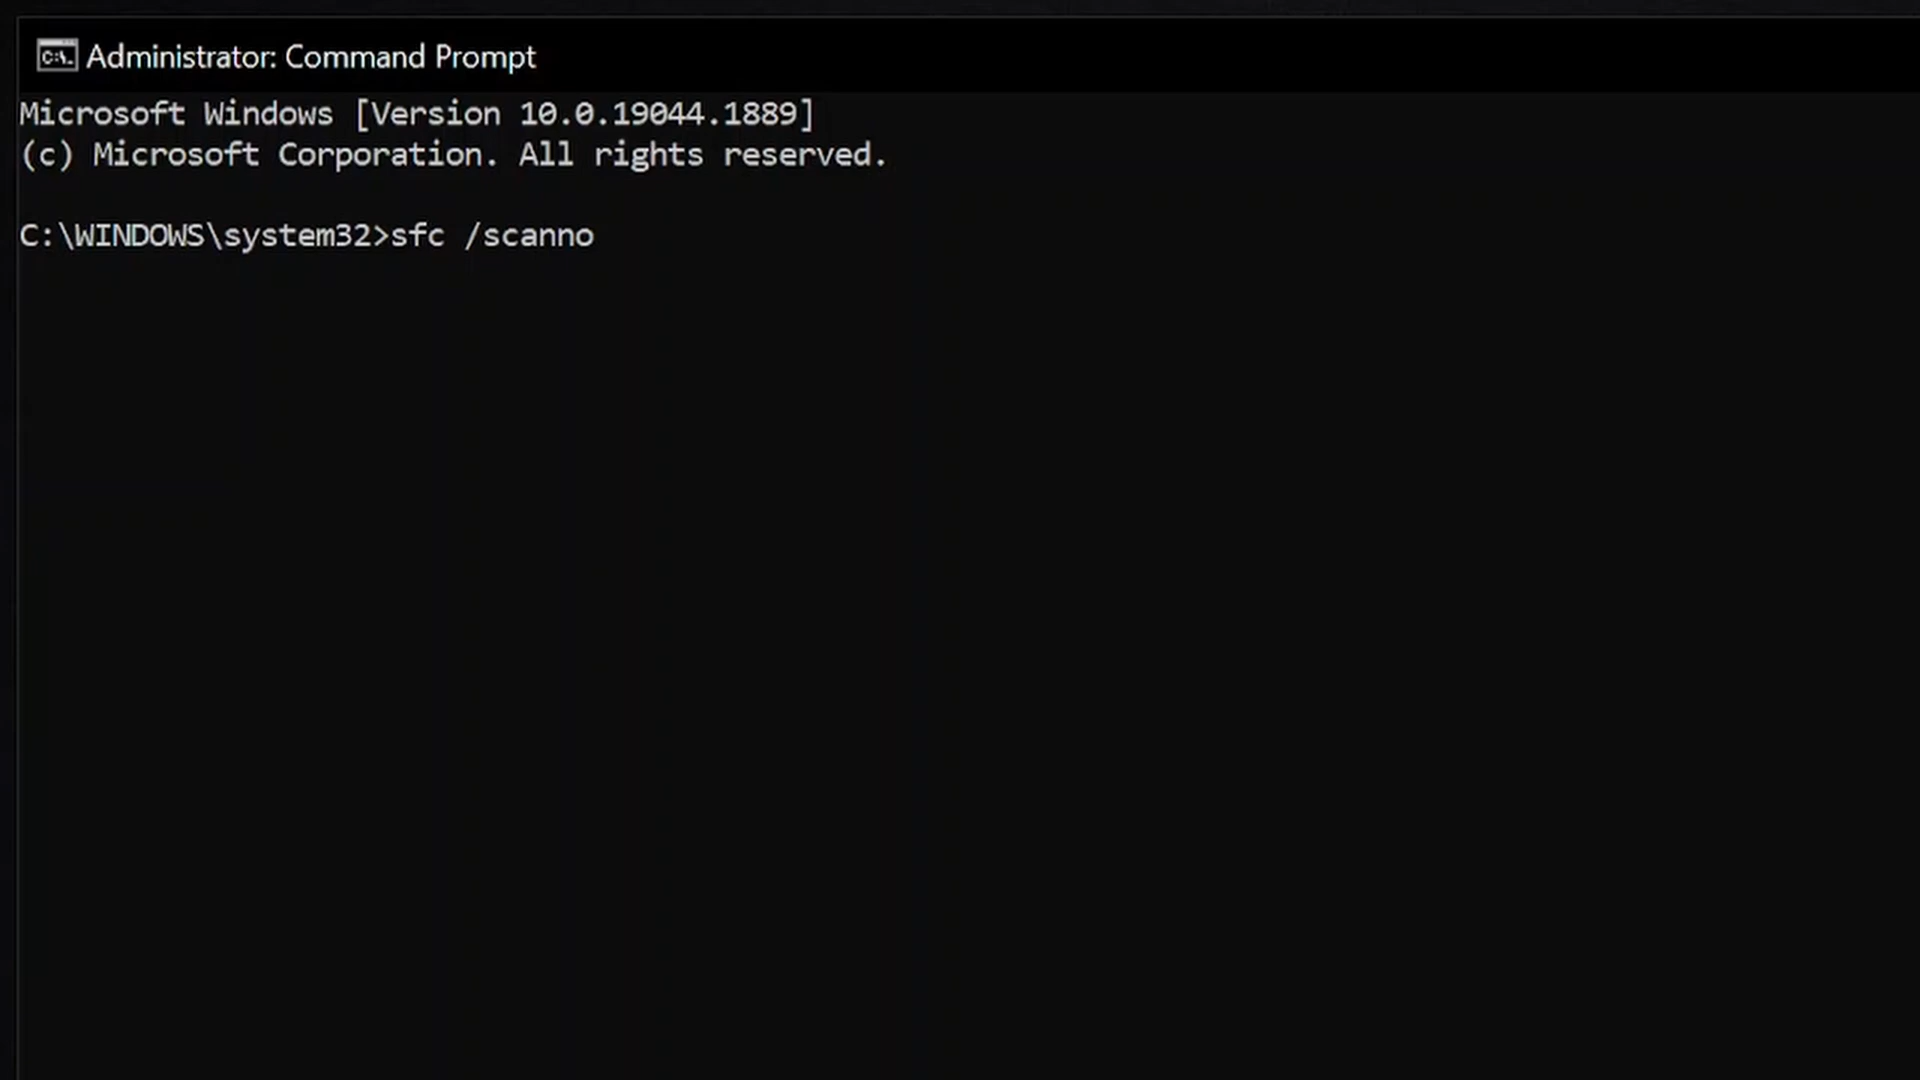 Administrator: Command Prompt
Microsoft Windows [Version 10.0.19044.1889]
(c) Microsoft Corporation. All rights reserved.
C:\WINDOWS\system32>sfc /scanno